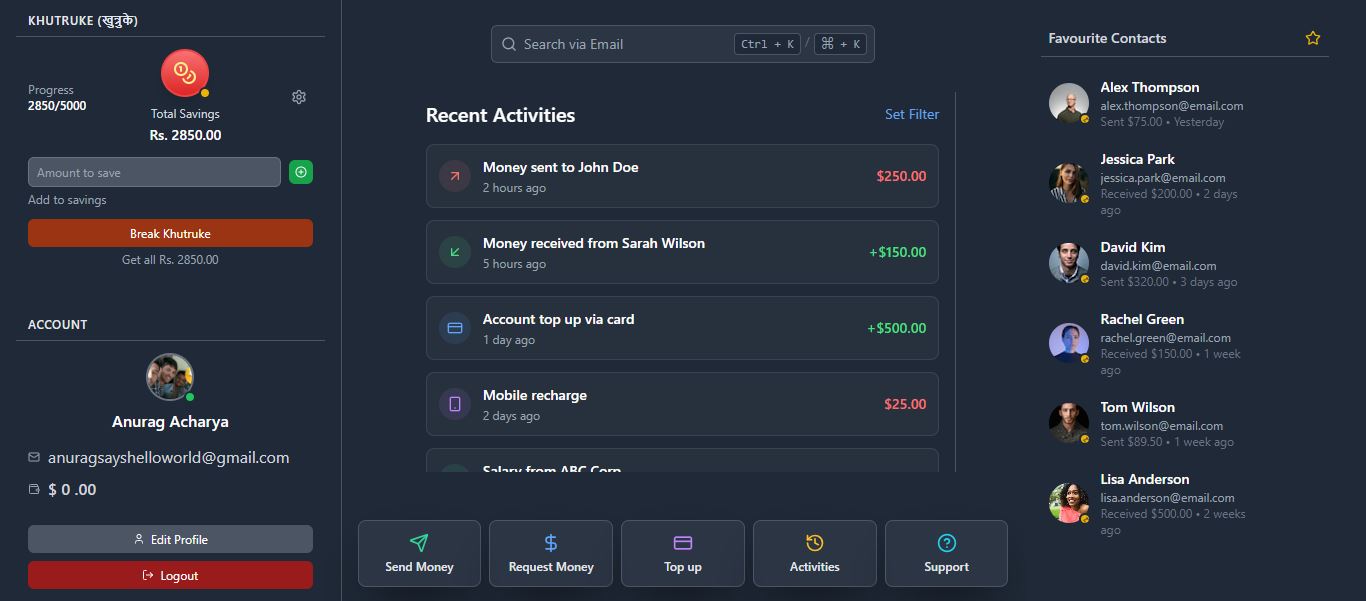 KHUTRUKE (खुत्रुके)
Progress
2850/5000
Total Savings
Rs. 2850.00
Amount to save
Add to savings
Break Khutruke
Get all Rs. 2850.00
ACCOUNT
Anurag Acharya
anuragsayshelloworld@gmail.com
$ 0 .00
Edit Profile
Logout
Search via Email Ctrl + K / ⌘ + K
Recent Activities Set Filter
Money sent to John Doe
2 hours ago
$250.00
Money received from Sarah Wilson
5 hours ago
+$150.00
Account top up via card
1 day ago
+$500.00
Mobile recharge
2 days ago
$25.00
Salary from ABC Corp
Send Money
Request Money
Top up
Activities
Support
Favourite Contacts
Alex Thompson
alex.thompson@email.com
Sent $75.00 • Yesterday
Jessica Park
jessica.park@email.com
Received $200.00 • 2 days
ago
David Kim
david.kim@email.com
Sent $320.00 • 3 days ago
Rachel Green
rachel.green@email.com
Received $150.00 • 1 week
ago
Tom Wilson
tom.wilson@email.com
Sent $89.50 • 1 week ago
Lisa Anderson
lisa.anderson@email.com
Received $500.00 • 2 weeks
ago